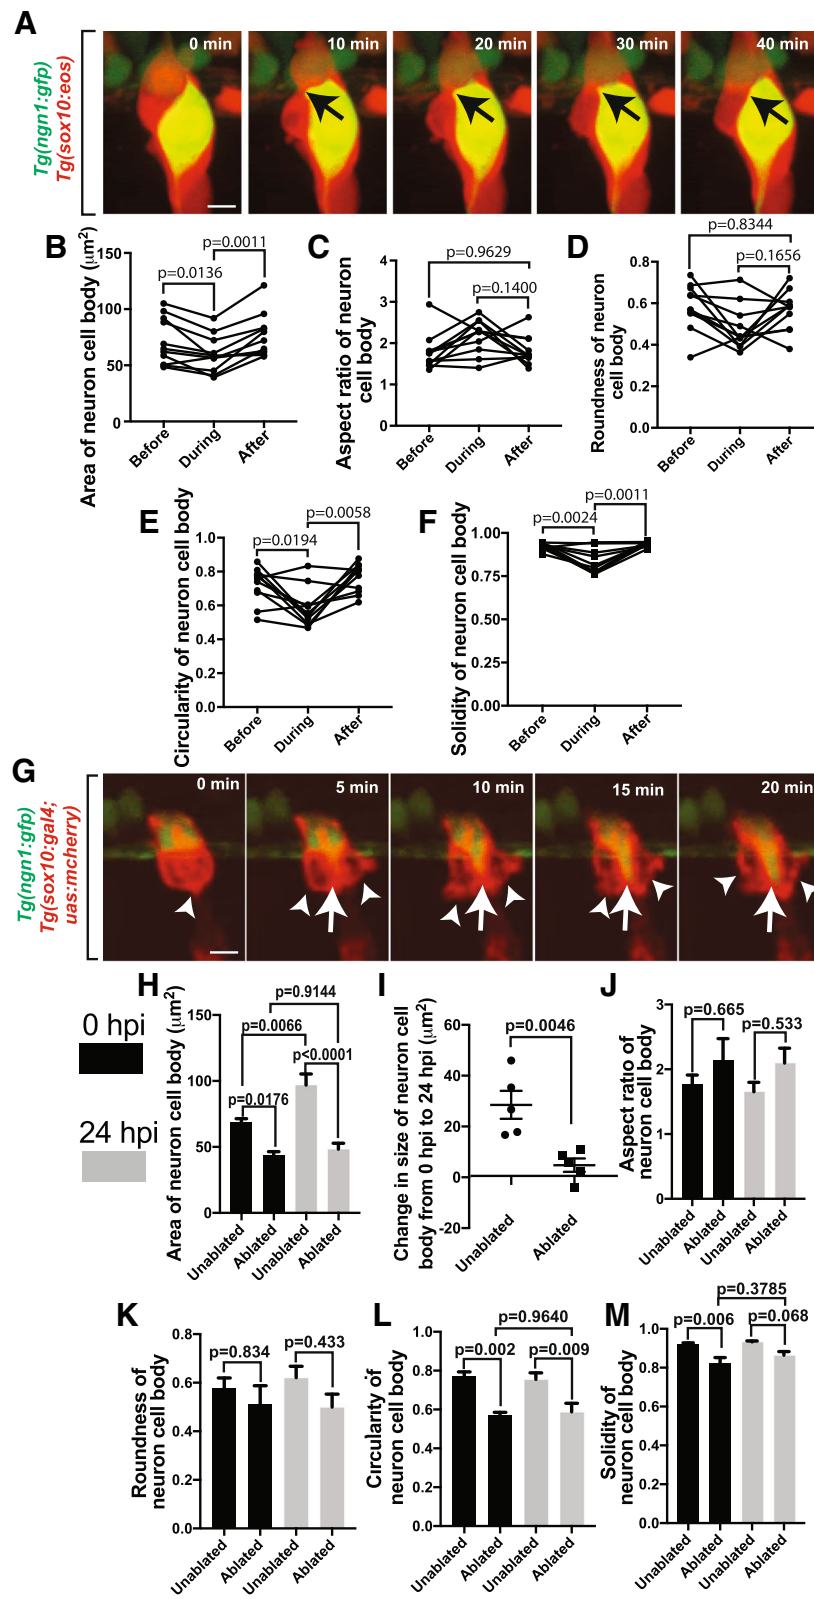 A
Tg(ngn1:gfp)
Tg(sox10:eos)
0 min
10 min
20 min
30 min
40 min
B
Area of neuron cell body (µm2)
150
100
50
0
p=0.0011
p=0.0136
Before
During
After
C
Aspect ratio of neuron
cell body
4
3
2
1
0
p=0.9629
p=0.1400
Before
During
After
D
Roundness of neuron
cell body
0.8
0.6
0.4
0.2
0.0
p=0.8344
p=0.1656
Before
During
After
E
Circularity of neuron cell body
1.0
0.8
0.6
0.4
0.2
0.0
p=0.0058
p=0.0194
Before
During
After
F
Solidity of neuron cell body
1.00
0.75
0.50
0.25
0.00
p=0.0011
p=0.0024
Before
During
After
G
Tg(ngn1:gfp)
Tg(sox10:gal4;
uas:mcherry)
0 min
5 min
10 min
15 min
20 min
0 hpi
24 hpi
H
Area of neuron cell body (µm2)
150
100
50
0
p=0.9144
p=0.0066
p<0.0001
p=0.0176
Unablated
Ablated
Unablated
Ablated
I
Change in size of neuron cell
body from 0 hpi to 24 hpi (µm2)
60
40
20
0
-20
p=0.0046
Unablated
Ablated
J
Aspect ratio of
neuron cell body
3
2
1
0
p=0.665
p=0.533
Unablated
Ablated
Unablated
Ablated
K
Roundness of
neuron cell body
0.8
0.6
0.4
0.2
0.0
p=0.834
p=0.433
Unablated
Ablated
Unablated
Ablated
L
Circularity of
neuron cell body
1.0
0.8
0.6
0.4
0.2
0.0
p=0.9640
p=0.002
p=0.009
Unablated
Ablated
Unablated
Ablated
M
Solidity of
neuron cell body
1.0
0.8
0.6
0.4
0.2
0.0
p=0.3785
p=0.006
p=0.068
Unablated
Ablated
Unablated
Ablated